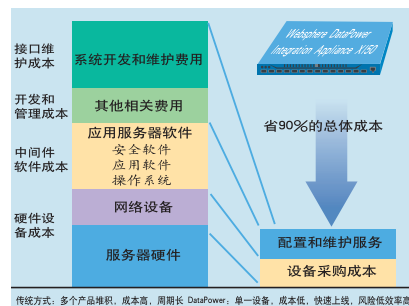 接口维
护成本
系统开发和维护费用
开发和
管理成本
其他相关费用
中间件
软件成本
应用服务器软件
安全软件
应用软件
操作系统
硬件设
备成本
网络设备
服务器硬件
Websphere DataPower
Integration Appliance XI50
省90%的总体成本
配置和维护服务
设备采购成本
传统方式：多个产品堆积，成本高，周期长 DataPower：单一设备，成本低，快速上线，风险低效率高